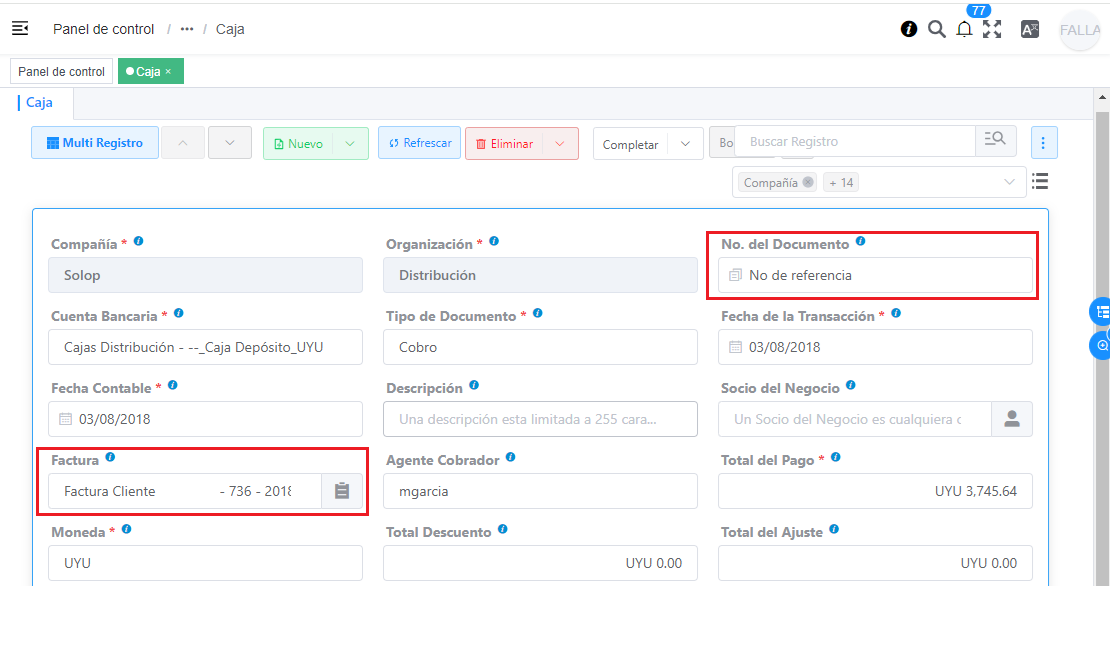 77
Panel de control / ••• / Caja
i
A
FALLA
Panel de control
Caja ×
Caja
Multi Registro
Nuevo
Refrescar
Eliminar
Completar
Bo
Buscar Registro
Compañía
+ 14
Compañía *
Organización *
No. del Documento
Solop
Distribución
No de referencia
Cuenta Bancaria *
Tipo de Documento *
Fecha de la Transacción *
Cajas Distribución - --_Caja Depósito_UYU
Cobro
03/08/2018
Fecha Contable *
Descripción
Socio del Negocio
03/08/2018
Una descripción esta limitada a 255 cara...
Un Socio del Negocio es cualquiera c
Factura
Agente Cobrador
Total del Pago *
Factura Cliente - 736 - 2018
mgarcia
UYU 3,745.64
Moneda *
Total Descuento
Total del Ajuste
UYU
UYU 0.00
UYU 0.00